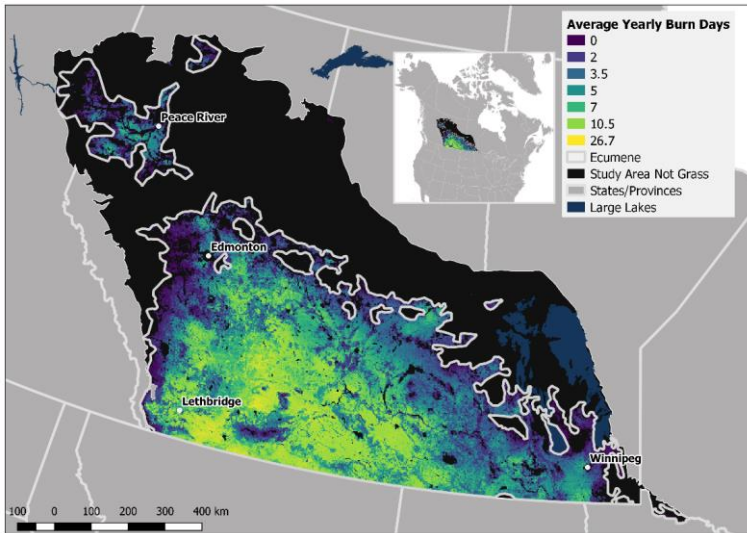 Average Yearly Burn Days
0
2
3.5
5
7
10.5
26.7
Ecumene
Study Area Not Grass
States/Provinces
Large Lakes
Peace River
Edmonton
Lethbridge
Winnipeg
100 0 100 200 300 400 km